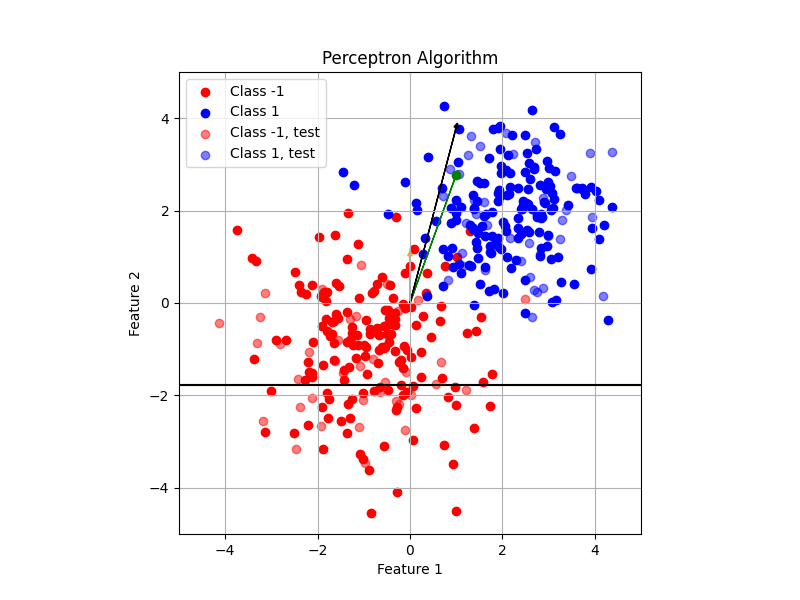 Perceptron Algorithm
Class -1
Class 1
Class -1, test
Class 1, test
Feature 2
4
2
0
−2
−4
−4
−2
0
2
4
Feature 1